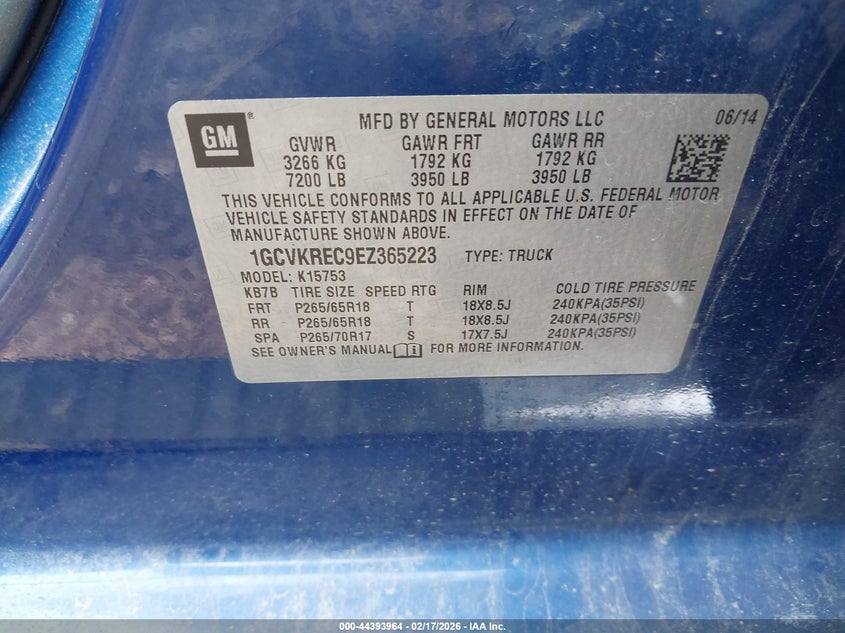 GM ®
MFD BY GENERAL MOTORS LLC 06/14
GVWR GAWR FRT GAWR RR
3266 KG 1792 KG 1792 KG
7200 LB 3950 LB 3950 LB
THIS VEHICLE CONFORMS TO ALL APPLICABLE U.S. FEDERAL MOTOR
VEHICLE SAFETY STANDARDS IN EFFECT ON THE DATE OF
MANUFACTURE SHOWN ABOVE.
1GCVKREC9EZ365223 TYPE: TRUCK
MODEL: K15753
KB7B TIRE SIZE SPEED RTG RIM COLD TIRE PRESSURE
FRT P265/65R18 T 18X8.5J 240KPA(35PSI)
RR P265/65R18 T 18X8.5J 240KPA(35PSI)
SPA P265/70R17 S 17X7.5J 240KPA(35PSI)
SEE OWNER'S MANUAL FOR MORE INFORMATION.
000-44393964 - 02/17/2026 - IAA Inc.